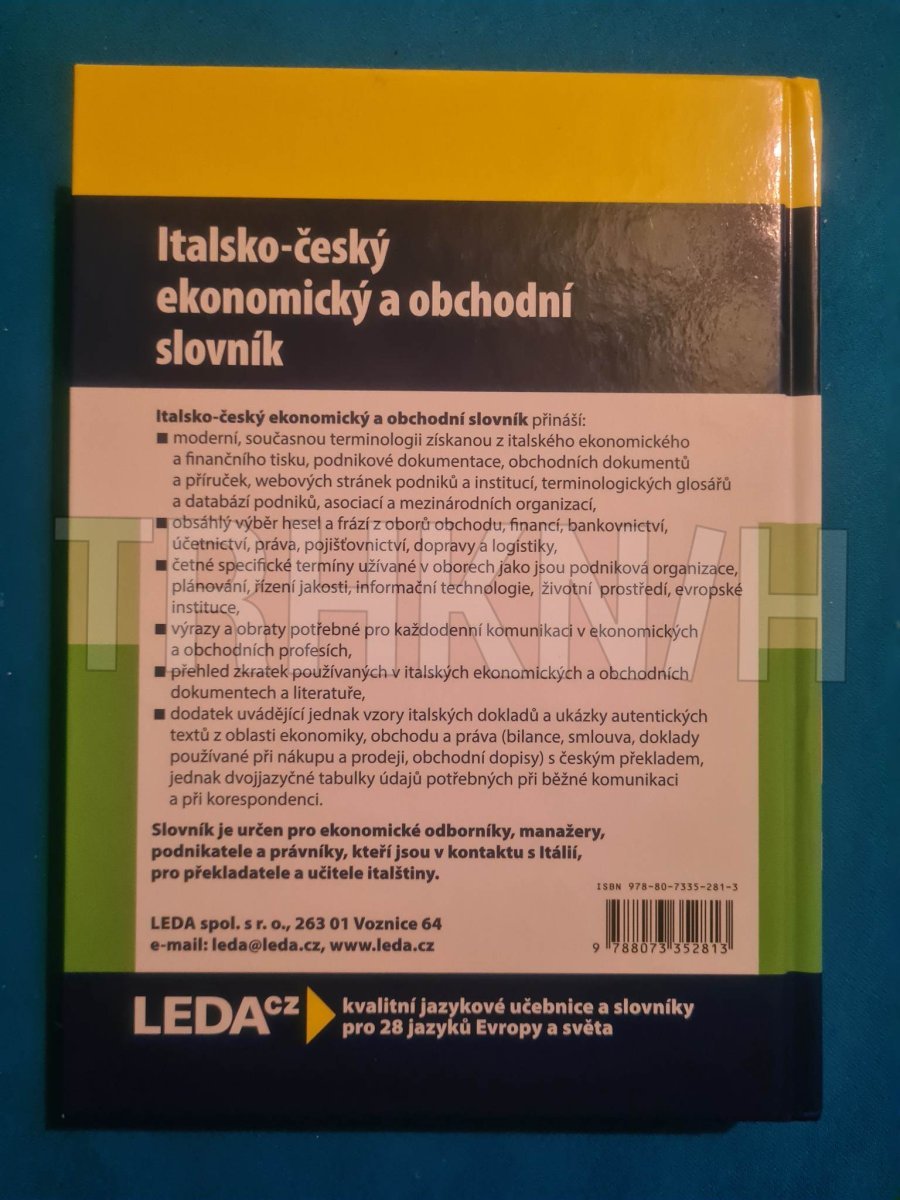 Italsko-český
ekonomický a obchodní
slovník
Italsko-český ekonomický a obchodní slovník přináší:
■ moderní, současnou terminologii získanou z italského ekonomického
a finančního tisku, podnikové dokumentace, obchodních dokumentů
a příruček, webových stránek podniků a institucí, terminologických glosářů
a databází podniků, asociací a mezinárodních organizací,
■ obsáhlý výběr hesel a frází z oborů obchodu, financí, bankovnictví,
účetnictví, práva, pojišťovnictví, dopravy a logistiky,
■ četné specifické termíny užívané v oborech jako jsou podniková organizace,
plánování, řízení jakosti, informační technologie, životní prostředí, evropské
instituce,
■ výrazy a obraty potřebné pro každodenní komunikaci v ekonomických
a obchodních profesích,
■ přehled zkratek používaných v italských ekonomických a obchodních
dokumentech a literatuře,
■ dodatek uvádějící jednak vzory italských dokladů a ukázky autentických
textů z oblasti ekonomiky, obchodu a práva (bilance, smlouva, doklady
používané při nákupu a prodeji, obchodní dopisy) s českým překladem,
jednak dvojjazyčné tabulky údajů potřebných při běžné komunikaci
a při korespondenci.
Slovník je určen pro ekonomické odborníky, manažery,
podnikatele a právníky, kteří jsou v kontaktu s Itálií,
pro překladatele a učitele italštiny.
ISBN 978-80-7335-281-3
LEDA spol. s r. o., 263 01 Voznice 64
e-mail: leda@leda.cz, www.leda.cz
9 788073 352813
LEDA CZ
kvalitní jazykové učebnice a slovníky
pro 28 jazyků Evropy a světa
TBHKN/H